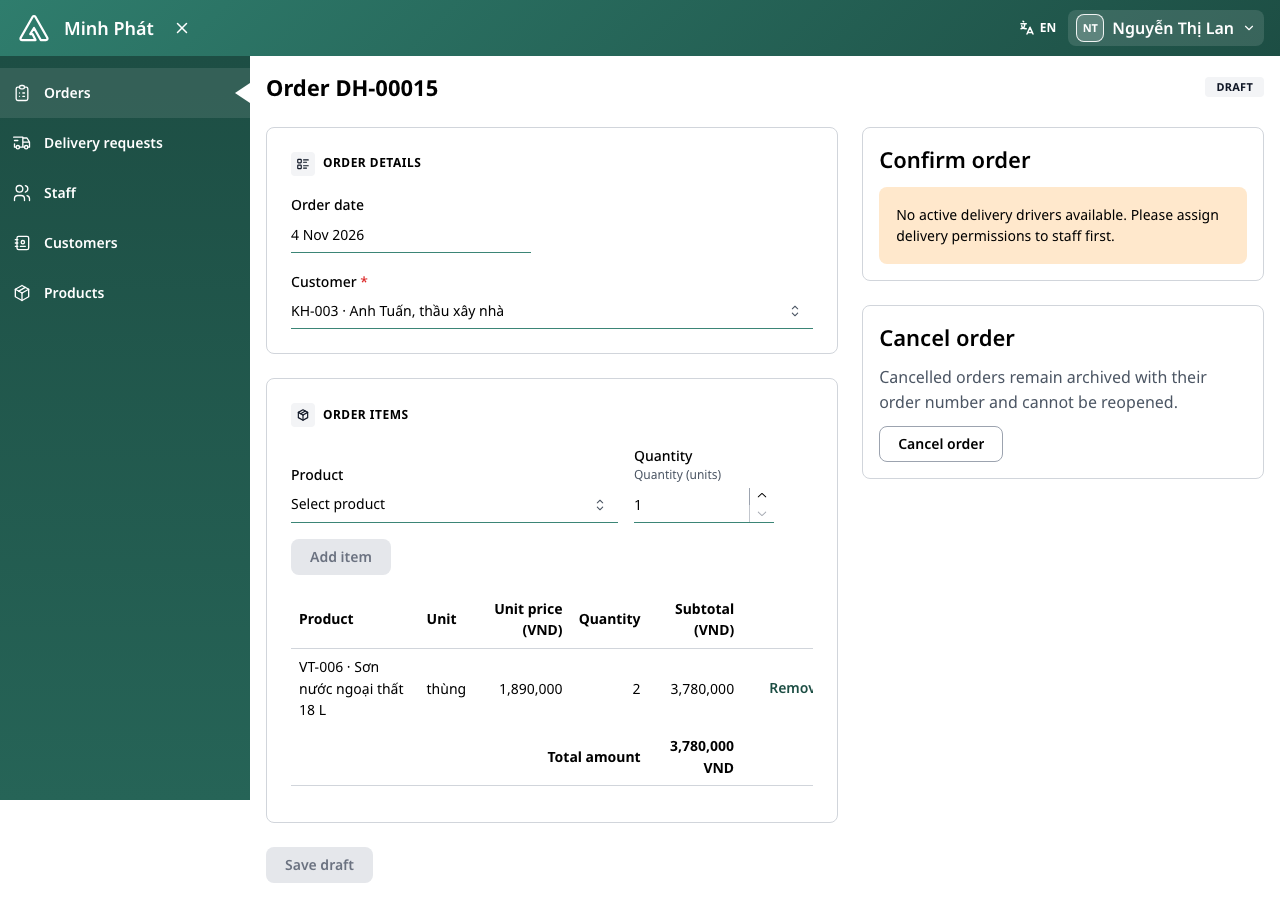 Minh Phát
EN
NT
Nguyễn Thị Lan
Orders
Delivery requests
Staff
Customers
Products
Order DH-00015
DRAFT
ORDER DETAILS
Order date
4 Nov 2026
Customer *
KH-003 · Anh Tuấn, thầu xây nhà
ORDER ITEMS
Product
Quantity
Quantity (units)
Select product
1
Add item
Product Unit Unit price (VND) Quantity Subtotal (VND)
VT-006 · Sơn
nước ngoại thất
18 L
thùng 1,890,000 2 3,780,000 Remov
Total amount 3,780,000
VND
Save draft
Confirm order
No active delivery drivers available. Please assign
delivery permissions to staff first.
Cancel order
Cancelled orders remain archived with their
order number and cannot be reopened.
Cancel order